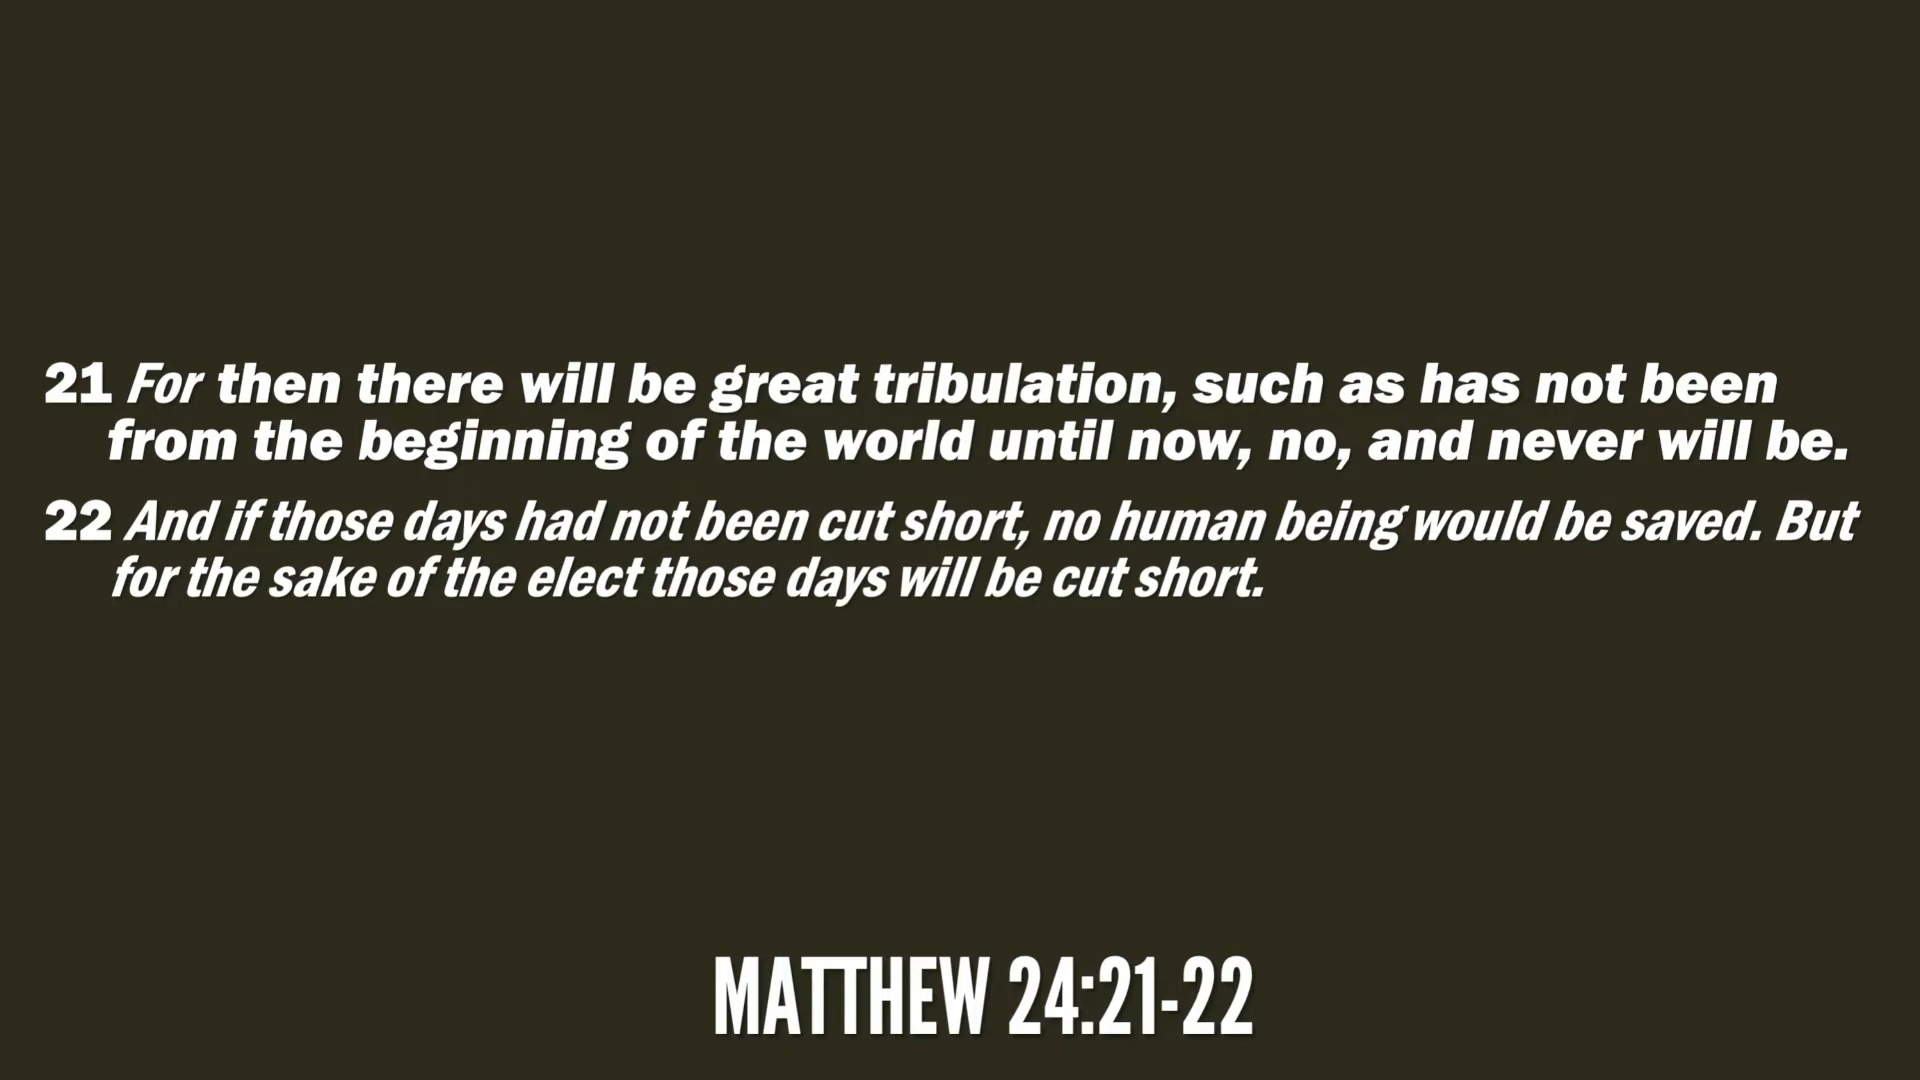 21 For then there will be great tribulation, such as has not been
from the beginning of the world until now, no, and never will be.
22 And if those days had not been cut short, no human being would be saved. But
for the sake of the elect those days will be cut short.
MATTHEW 24:21-22